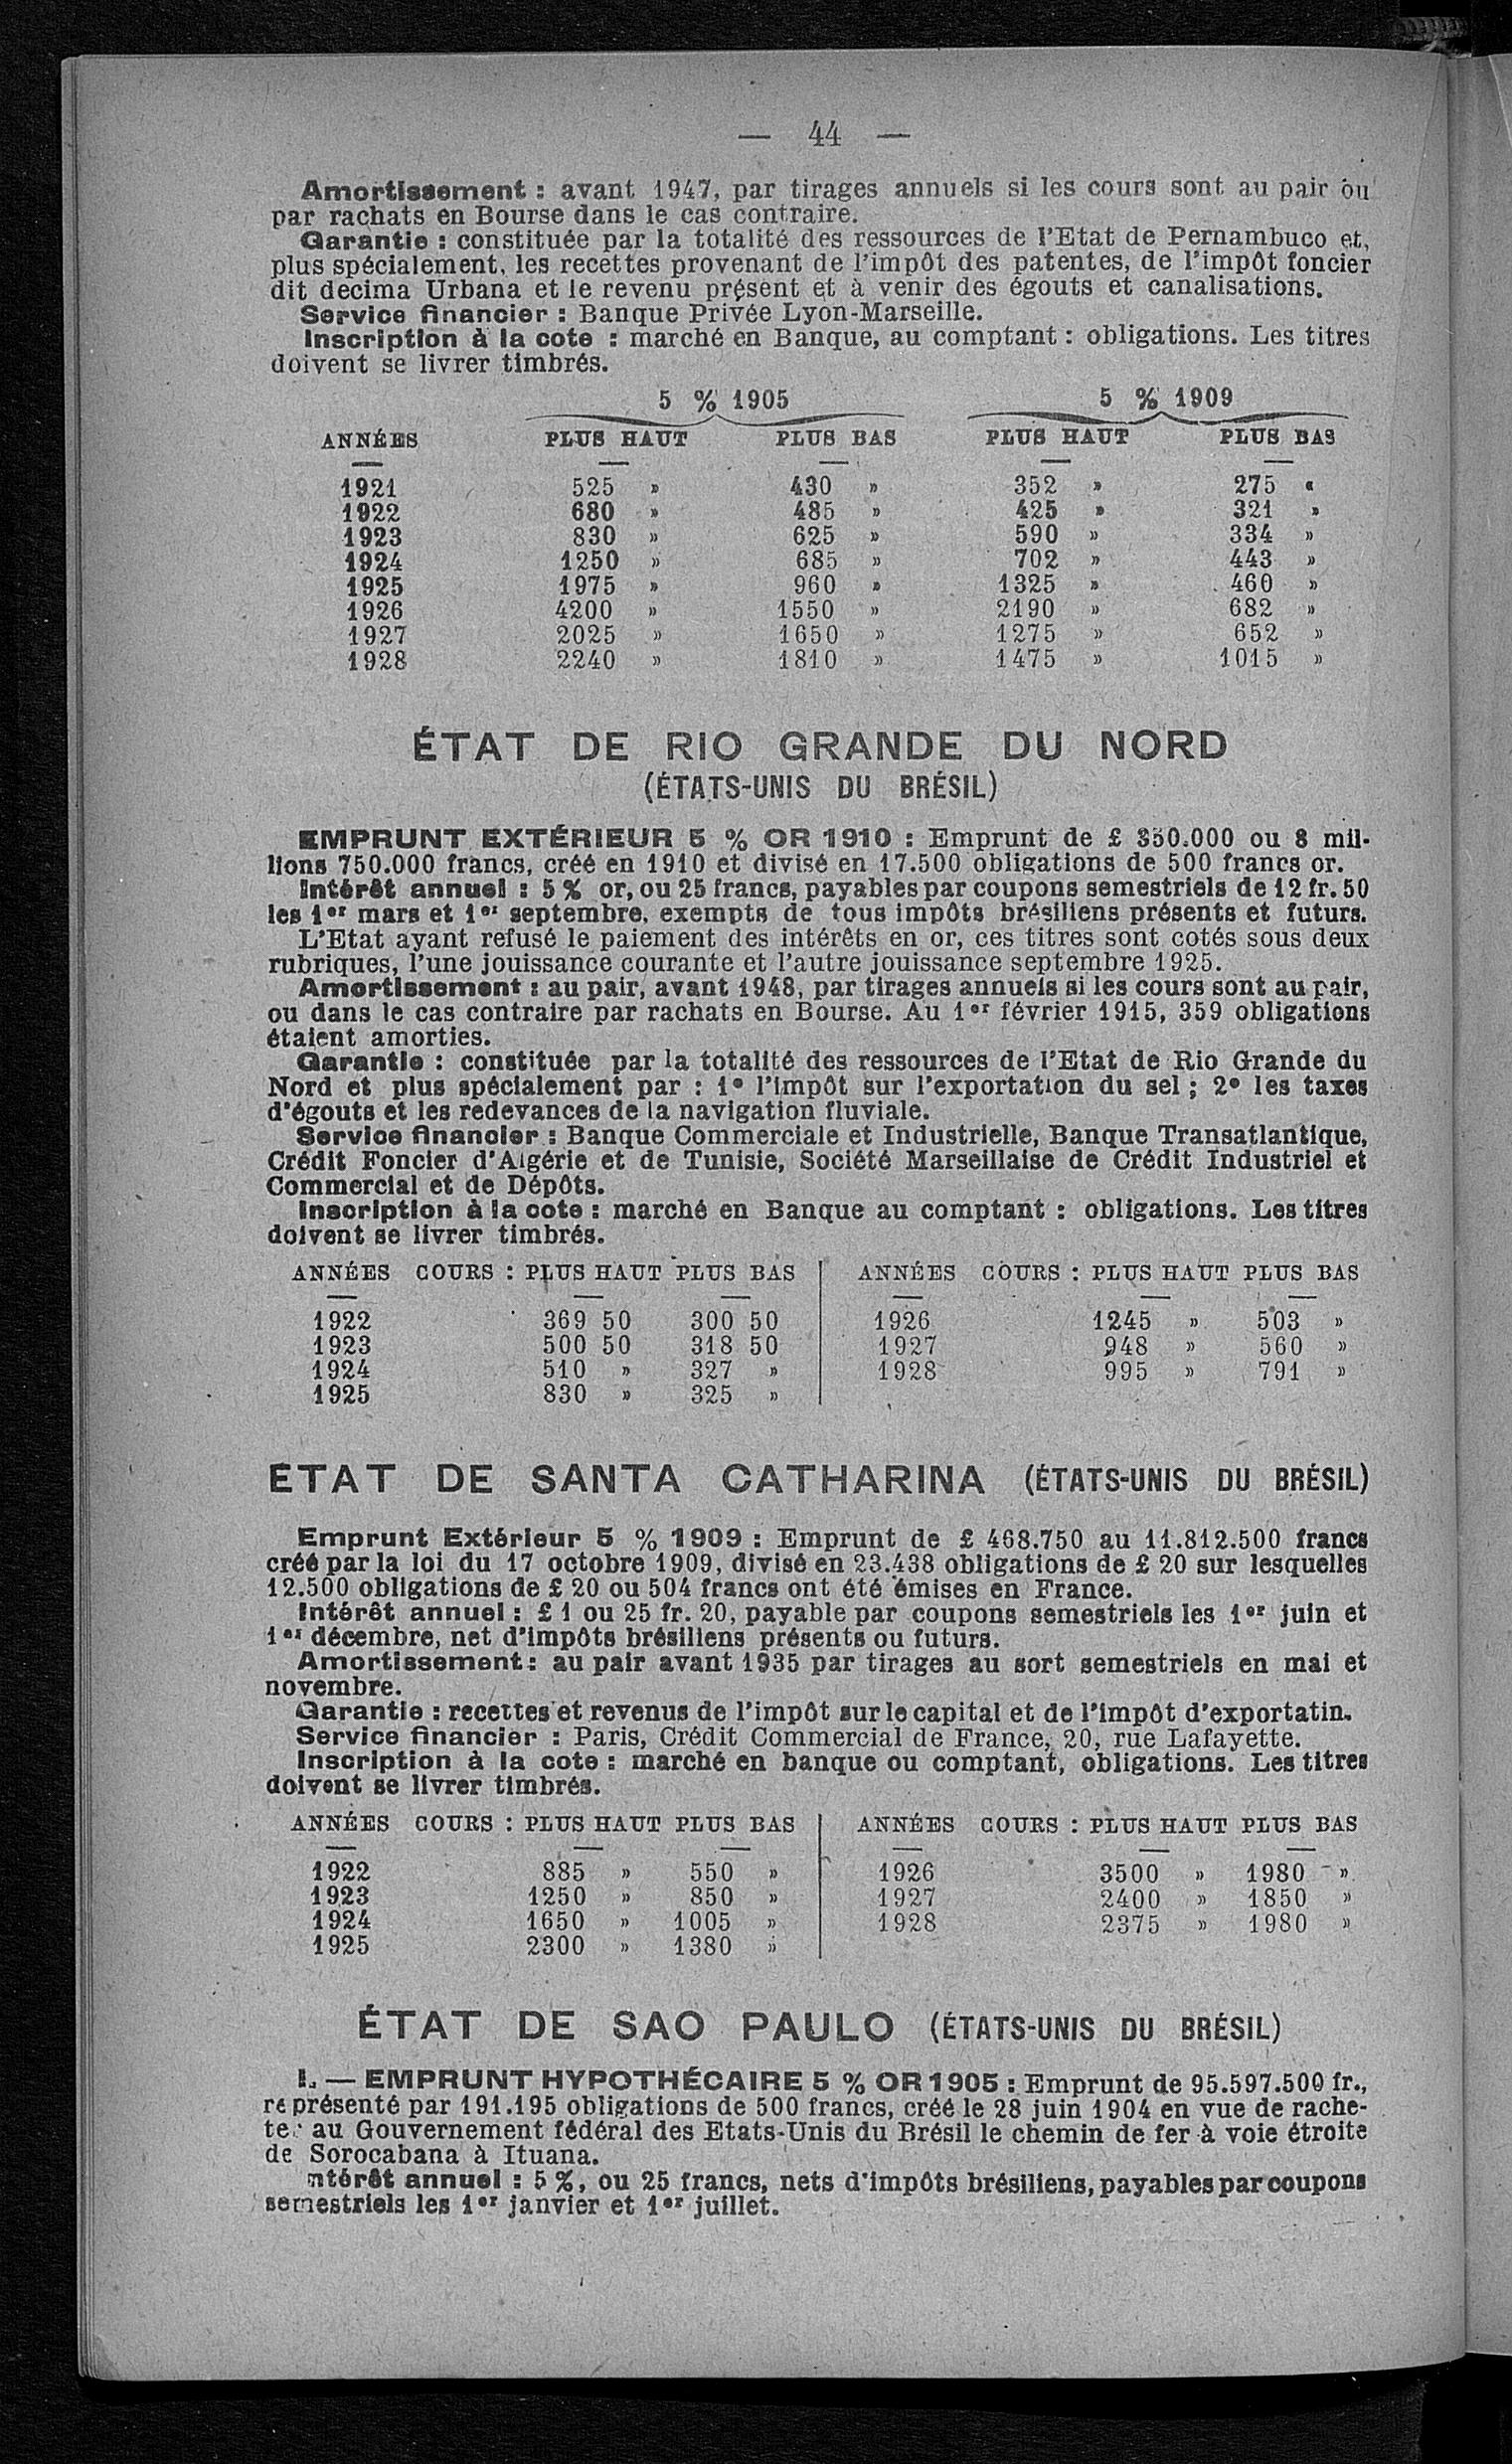 — 44 —
Amortissement : avant 1947, par tirages annuels si les cours sont au pair ou
par rachats en Bourse dans le cas contraire.
Garantie : constituée par la totalité des ressources de l'Etat de Pernambuco et,
plus spécialement, les recettes provenant de l'impôt des patentes, de l'impôt foncier
dit decima Urbana et le revenu présent et à venir des égouts et canalisations.
Service financier : Banque Privée Lyon-Marseille.
Inscription à la cote : marché en Banque, au comptant : obligations. Les titres
doivent se livrer timbrés.
5 % 1905 5 % 1909
ANNÉES PLUS HAUT PLUS BAS PLUS HAUT PLUS BAS
1921 525 » 430 » 352 » 275 «
1922 680 » 485 » 425 » 321 »
1923 830 » 625 » 590 » 334 »
1924 1250 » 685 » 702 » 443 »
1925 1975 » 960 » 1325 » 460 »
1926 4200 » 1550 » 2190 » 682 »
1927 2025 » 1650 » 1275 » 652 »
1928 2240 » 1810 » 1475 » 1015 »
ÉTAT DE RIO GRANDE DU NORD
(ÉTATS-UNIS DU BRÉSIL)
EMPRUNT EXTÉRIEUR 5 % OR 1910 : Emprunt de £ 350.000 ou 8 mil-
lions 750.000 francs, créé en 1910 et divisé en 17.500 obligations de 500 francs or.
Intérêt annuel : 5 % or, ou 25 francs, payables par coupons semestriels de 12 fr. 50
les 1er mars et 1er septembre, exempts de tous impôts brésiliens présents et futurs.
L'Etat ayant refusé le paiement des intérêts en or, ces titres sont cotés sous deux
rubriques, l'une jouissance courante et l'autre jouissance septembre 1925.
Amortissement : au pair, avant 1948, par tirages annuels si les cours sont au pair,
ou dans le cas contraire par rachats en Bourse. Au 1er février 1915, 359 obligations
étaient amorties.
Garantie : constituée par la totalité des ressources de l'Etat de Rio Grande du
Nord et plus spécialement par : 1° l'impôt sur l'exportation du sel ; 2° les taxes
d'égouts et les redevances de la navigation fluviale.
Service financier : Banque Commerciale et Industrielle, Banque Transatlantique,
Crédit Foncier d'Algérie et de Tunisie, Société Marseillaise de Crédit Industriel et
Commercial et de Dépôts.
Inscription à la cote : marché en Banque au comptant : obligations. Les titres
doivent se livrer timbrés.
ANNÉES COURS : PLUS HAUT PLUS BAS ANNÉES COURS : PLUS HAUT PLUS BAS
1922 369 50 300 50 1926 1245 » 503 »
1923 500 50 318 50 1927 948 » 560 »
1924 510 » 327 » 1928 995 » 791 »
1925 830 » 325 »
ETAT DE SANTA CATHARINA (ÉTATS-UNIS DU BRÉSIL)
Emprunt Extérieur 5 % 1909 : Emprunt de £ 468.750 au 11.812.500 francs
créé par la loi du 17 octobre 1909, divisé en 23.438 obligations de £ 20 sur lesquelles
12.500 obligations de £ 20 ou 504 francs ont été émises en France.
Intérêt annuel : £ 1 ou 25 fr. 20, payable par coupons semestriels les 1er juin et
1er décembre, net d'impôts brésiliens présents ou futurs.
Amortissement : au pair avant 1935 par tirages au sort semestriels en mai et
novembre.
Garantie : recettes et revenus de l'impôt sur le capital et de l'impôt d'exportatin.
Service financier : Paris, Crédit Commercial de France, 20, rue Lafayette.
Inscription à la cote : marché en banque ou comptant, obligations. Les titres
doivent se livrer timbrés.
ANNÉES COURS : PLUS HAUT PLUS BAS ANNÉES COURS : PLUS HAUT PLUS BAS
1922 885 » 550 » 1926 3500 » 1980 »
1923 1250 » 850 » 1927 2400 » 1850 »
1924 1650 » 1005 » 1928 2375 » 1980 »
1925 2300 » 1380 »
ÉTAT DE SAO PAULO (ÉTATS-UNIS DU BRÉSIL)
I. — EMPRUNT HYPOTHÉCAIRE 5 % OR 1905 : Emprunt de 95.597.500 fr.,
représenté par 191.195 obligations de 500 francs, créé le 28 juin 1904 en vue de rache-
ter au Gouvernement fédéral des Etats-Unis du Brésil le chemin de fer à voie étroite
de Sorocabana à Ituana.
ntérêt annuel : 5 %, ou 25 francs, nets d'impôts brésiliens, payables par coupons
semestriels les 1er janvier et 1er juillet.